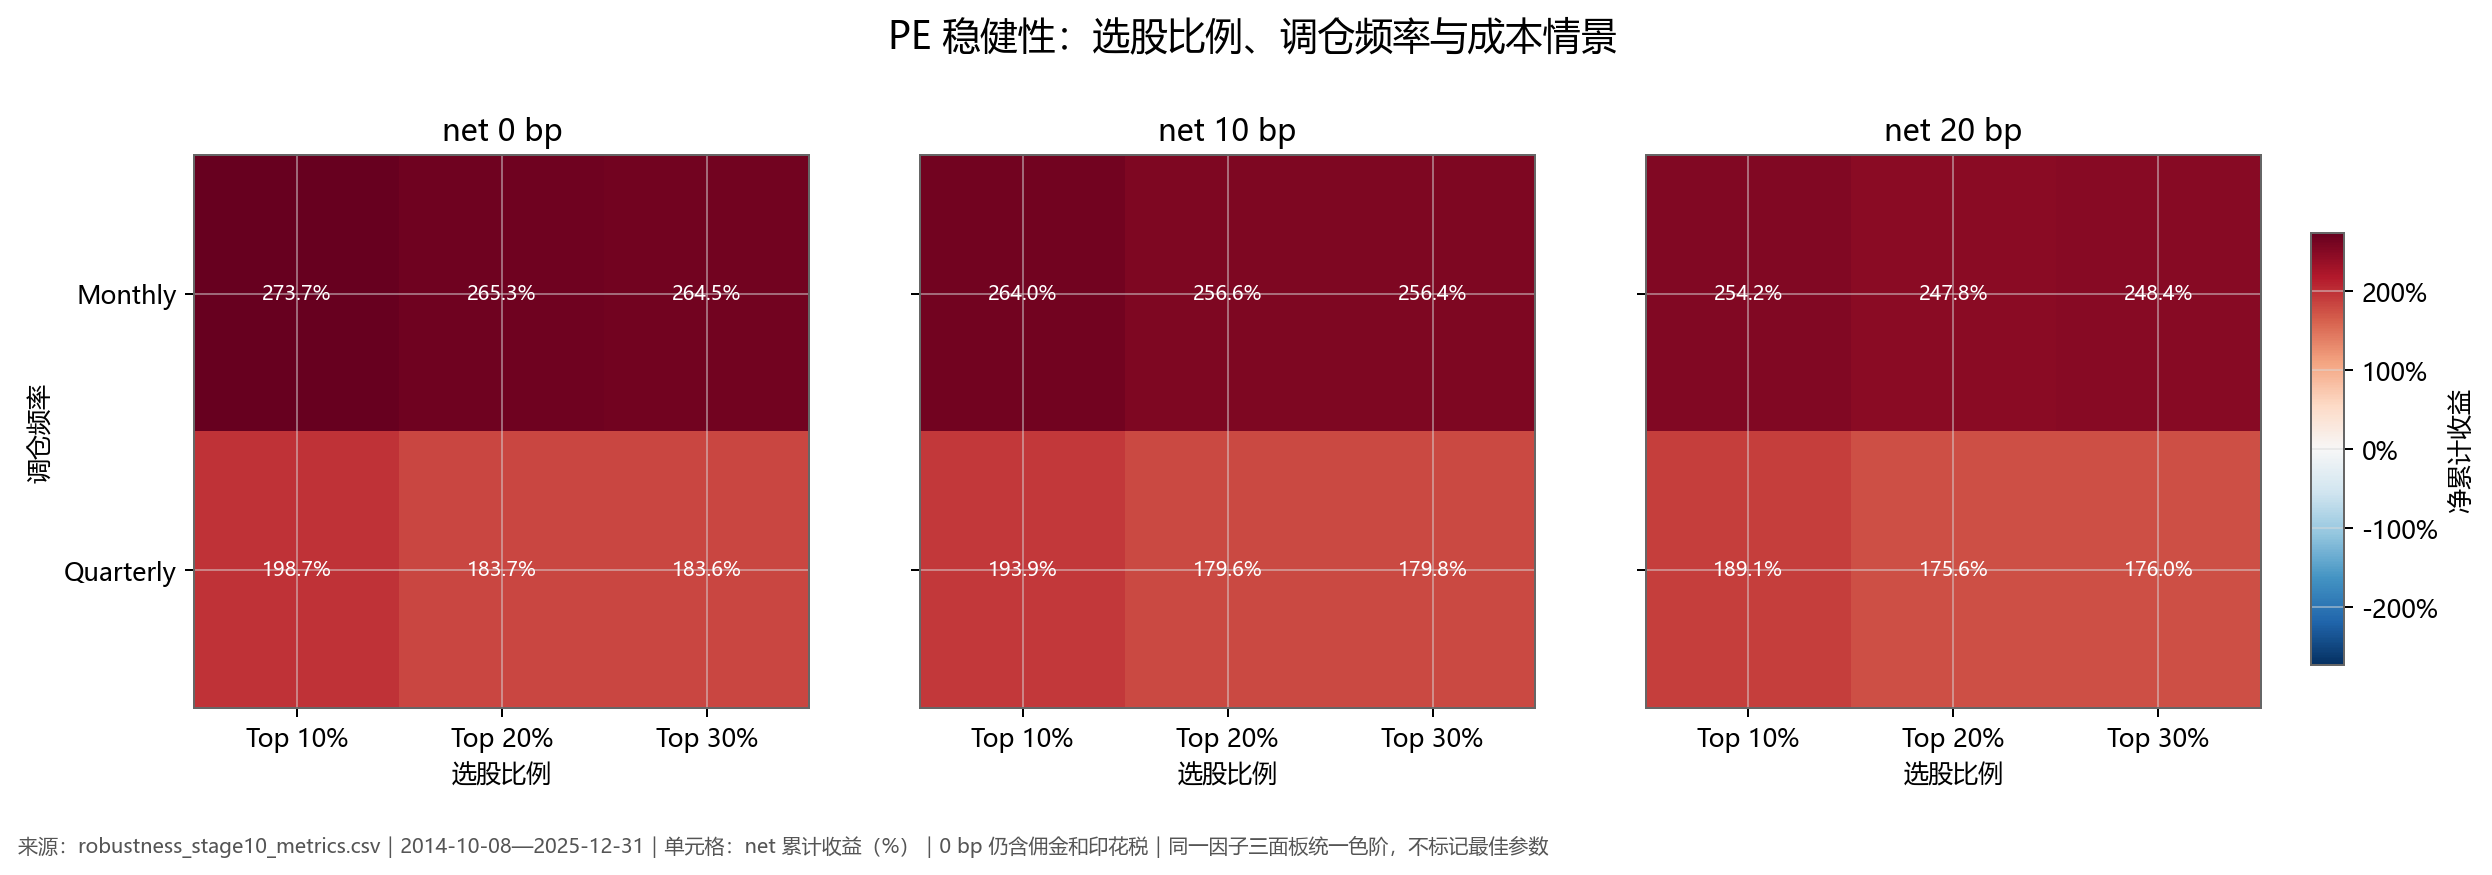 PE 稳健性：选股比例、调仓频率与成本情景
net 0 bp
net 10 bp
net 20 bp
调仓频率
Monthly
273.7% 265.3% 264.5%
264.0% 256.6% 256.4%
254.2% 247.8% 248.4%
Quarterly
198.7% 183.7% 183.6%
193.9% 179.6% 179.8%
189.1% 175.6% 176.0%
Top 10% Top 20% Top 30%
选股比例
Top 10% Top 20% Top 30%
选股比例
Top 10% Top 20% Top 30%
选股比例
200%
100%
0%
-100%
-200%
净累计收益
来源：robustness_stage10_metrics.csv | 2014-10-08—2025-12-31 | 单元格：net 累计收益（%） | 0 bp 仍含佣金和印花税 | 同一因子三面板统一色阶，不标记最佳参数